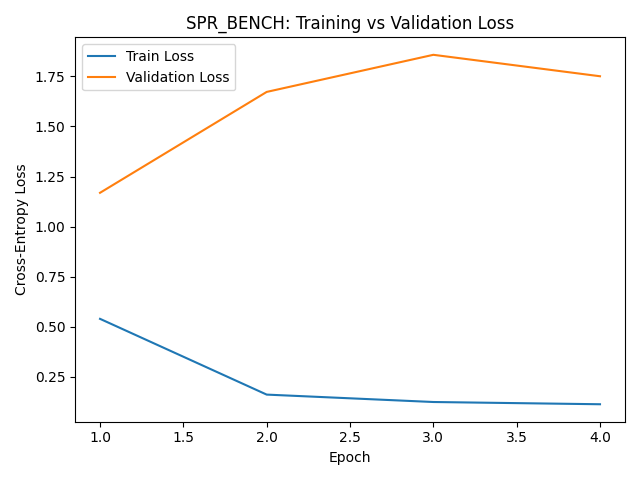 SPR_BENCH: Training vs Validation Loss
Train Loss
Validation Loss
Cross-Entropy Loss
1.75
1.50
1.25
1.00
0.75
0.50
0.25
1.0 1.5 2.0 2.5 3.0 3.5 4.0
Epoch